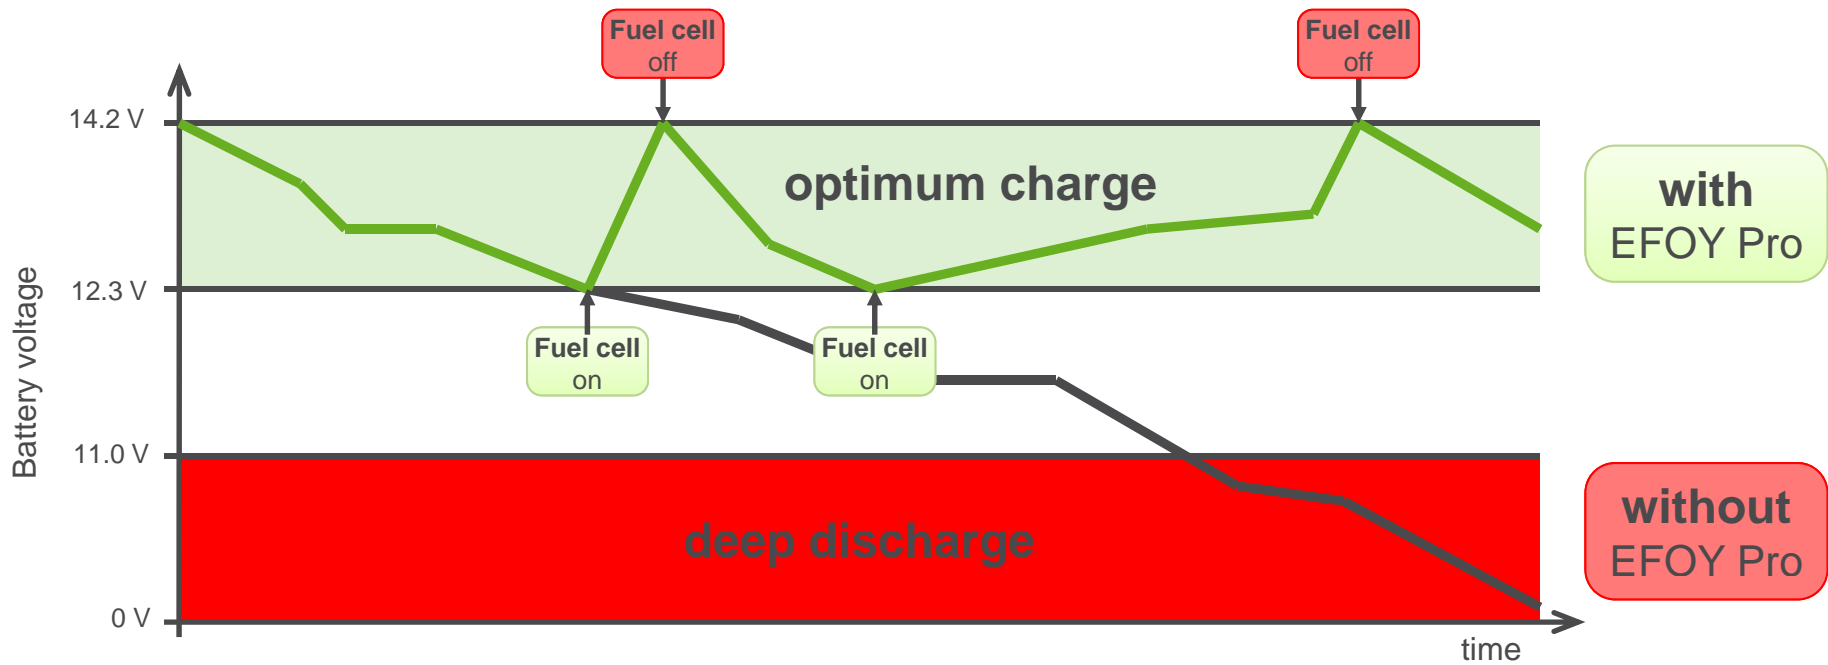 Fuel cell
off
Fuel cell
off
14.2 V
optimum charge
with
EFOY Pro
12.3 V
Battery voltage
Fuel cell
on
Fuel cell
on
11.0 V
deep discharge
without
EFOY Pro
0 V
time